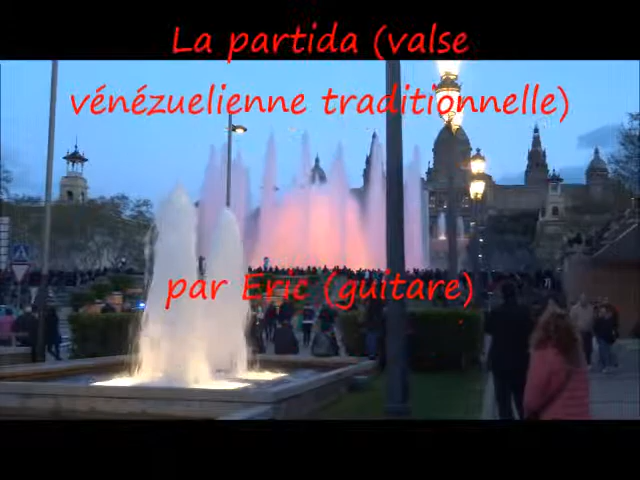 La partida (valse
vénézuelienne traditionnelle)
par Eric (guitare)